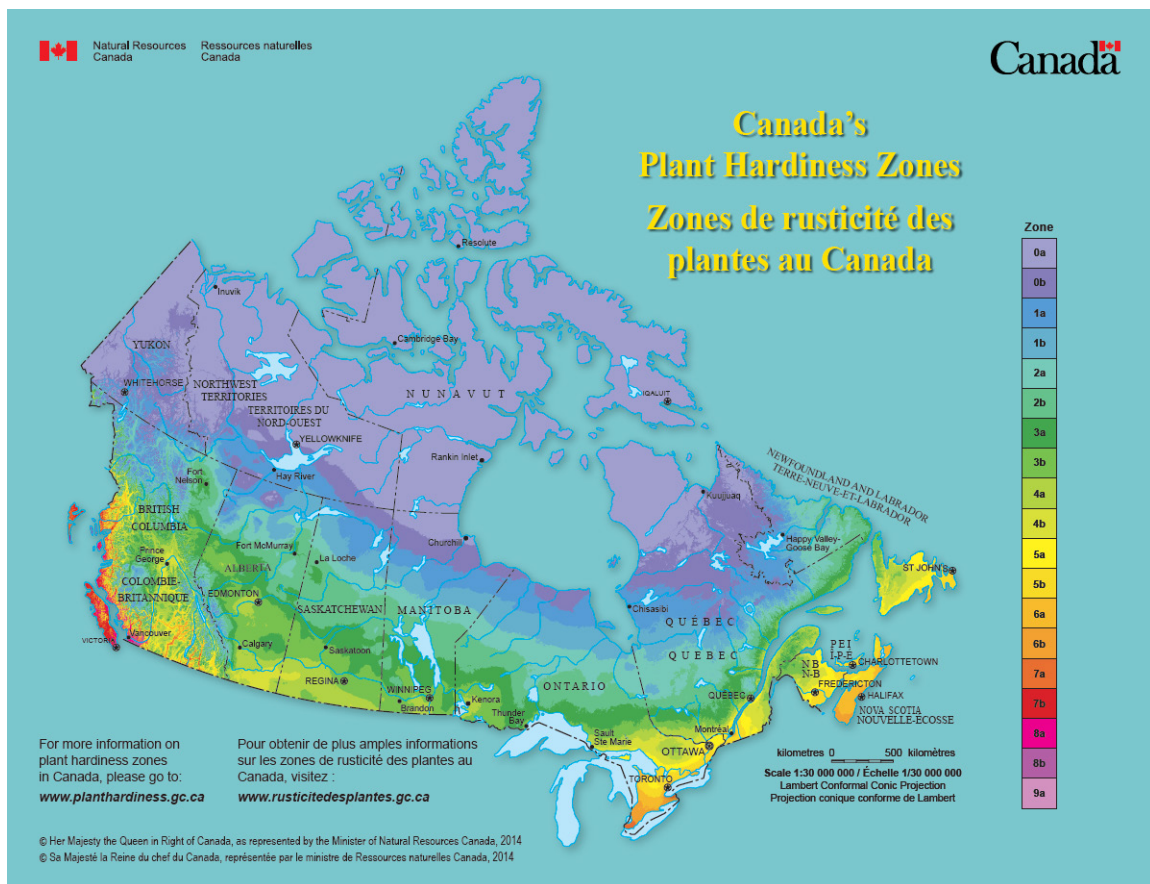 Natural Resources
Canada
Ressources naturelles
Canada
Canada
Canada's
Plant Hardiness Zones
Zones de rusticité des
plantes au Canada
Zone
0a
0b
1a
1b
2a
2b
3a
3b
4a
4b
5a
5b
6a
6b
7a
7b
8a
8b
9a
Resolute
Inuvik
Cambridge Bay
YUKON
WHITEHORSE
NORTHWEST
TERRITORIES
TERRITOIRES DU
NORD-OUEST
NUNAVUT
IQALUIT
YELLOWKNIFE
Rankin Inlet
Hay River
Fort
Nelson
Kuujjuaq
NEWFOUNDLAND AND LABRADOR
TERRE-NEUVE-ET-LABRADOR
BRITISH
COLUMBIA
Prince
George
COLOMBIE-
BRITANNIQUE
Fort McMurray
La Loche
Churchill
Happy Valley-
Goose Bay
ST JOHN'S
ALBERTA
EDMONTON
SASKATCHEWAN
MANITOBA
Chisasibi
QUÉBEC
QUEBEC
VICTORIA
Vancouver
Calgary
Saskatoon
REGINA
WINNIPEG
Brandon
Kenora
ONTARIO
Thunder
Bay
Sault
Ste Marie
QUÉBEC
Montréal
OTTAWA
TORONTO
PEI
I-P-E
CHARLOTTETOWN
NB
N-B
FREDERICTON
HALIFAX
NOVA SCOTIA
NOUVELLE-ÉCOSSE
For more information on
plant hardiness zones
in Canada, please go to:
www.planthardiness.gc.ca
Pour obtenir de plus amples informations
sur les zones de rusticité des plantes au
Canada, visitez :
www.rusticitedesplantes.gc.ca
kilometres 0 500 kilomètres
Scale 1:30 000 000 / Échelle 1/30 000 000
Lambert Conformal Conic Projection
Projection conique conforme de Lambert
© Her Majesty the Queen in Right of Canada, as represented by the Minister of Natural Resources Canada, 2014
© Sa Majesté la Reine du chef du Canada, représentée par le ministre de Ressources naturelles Canada, 2014